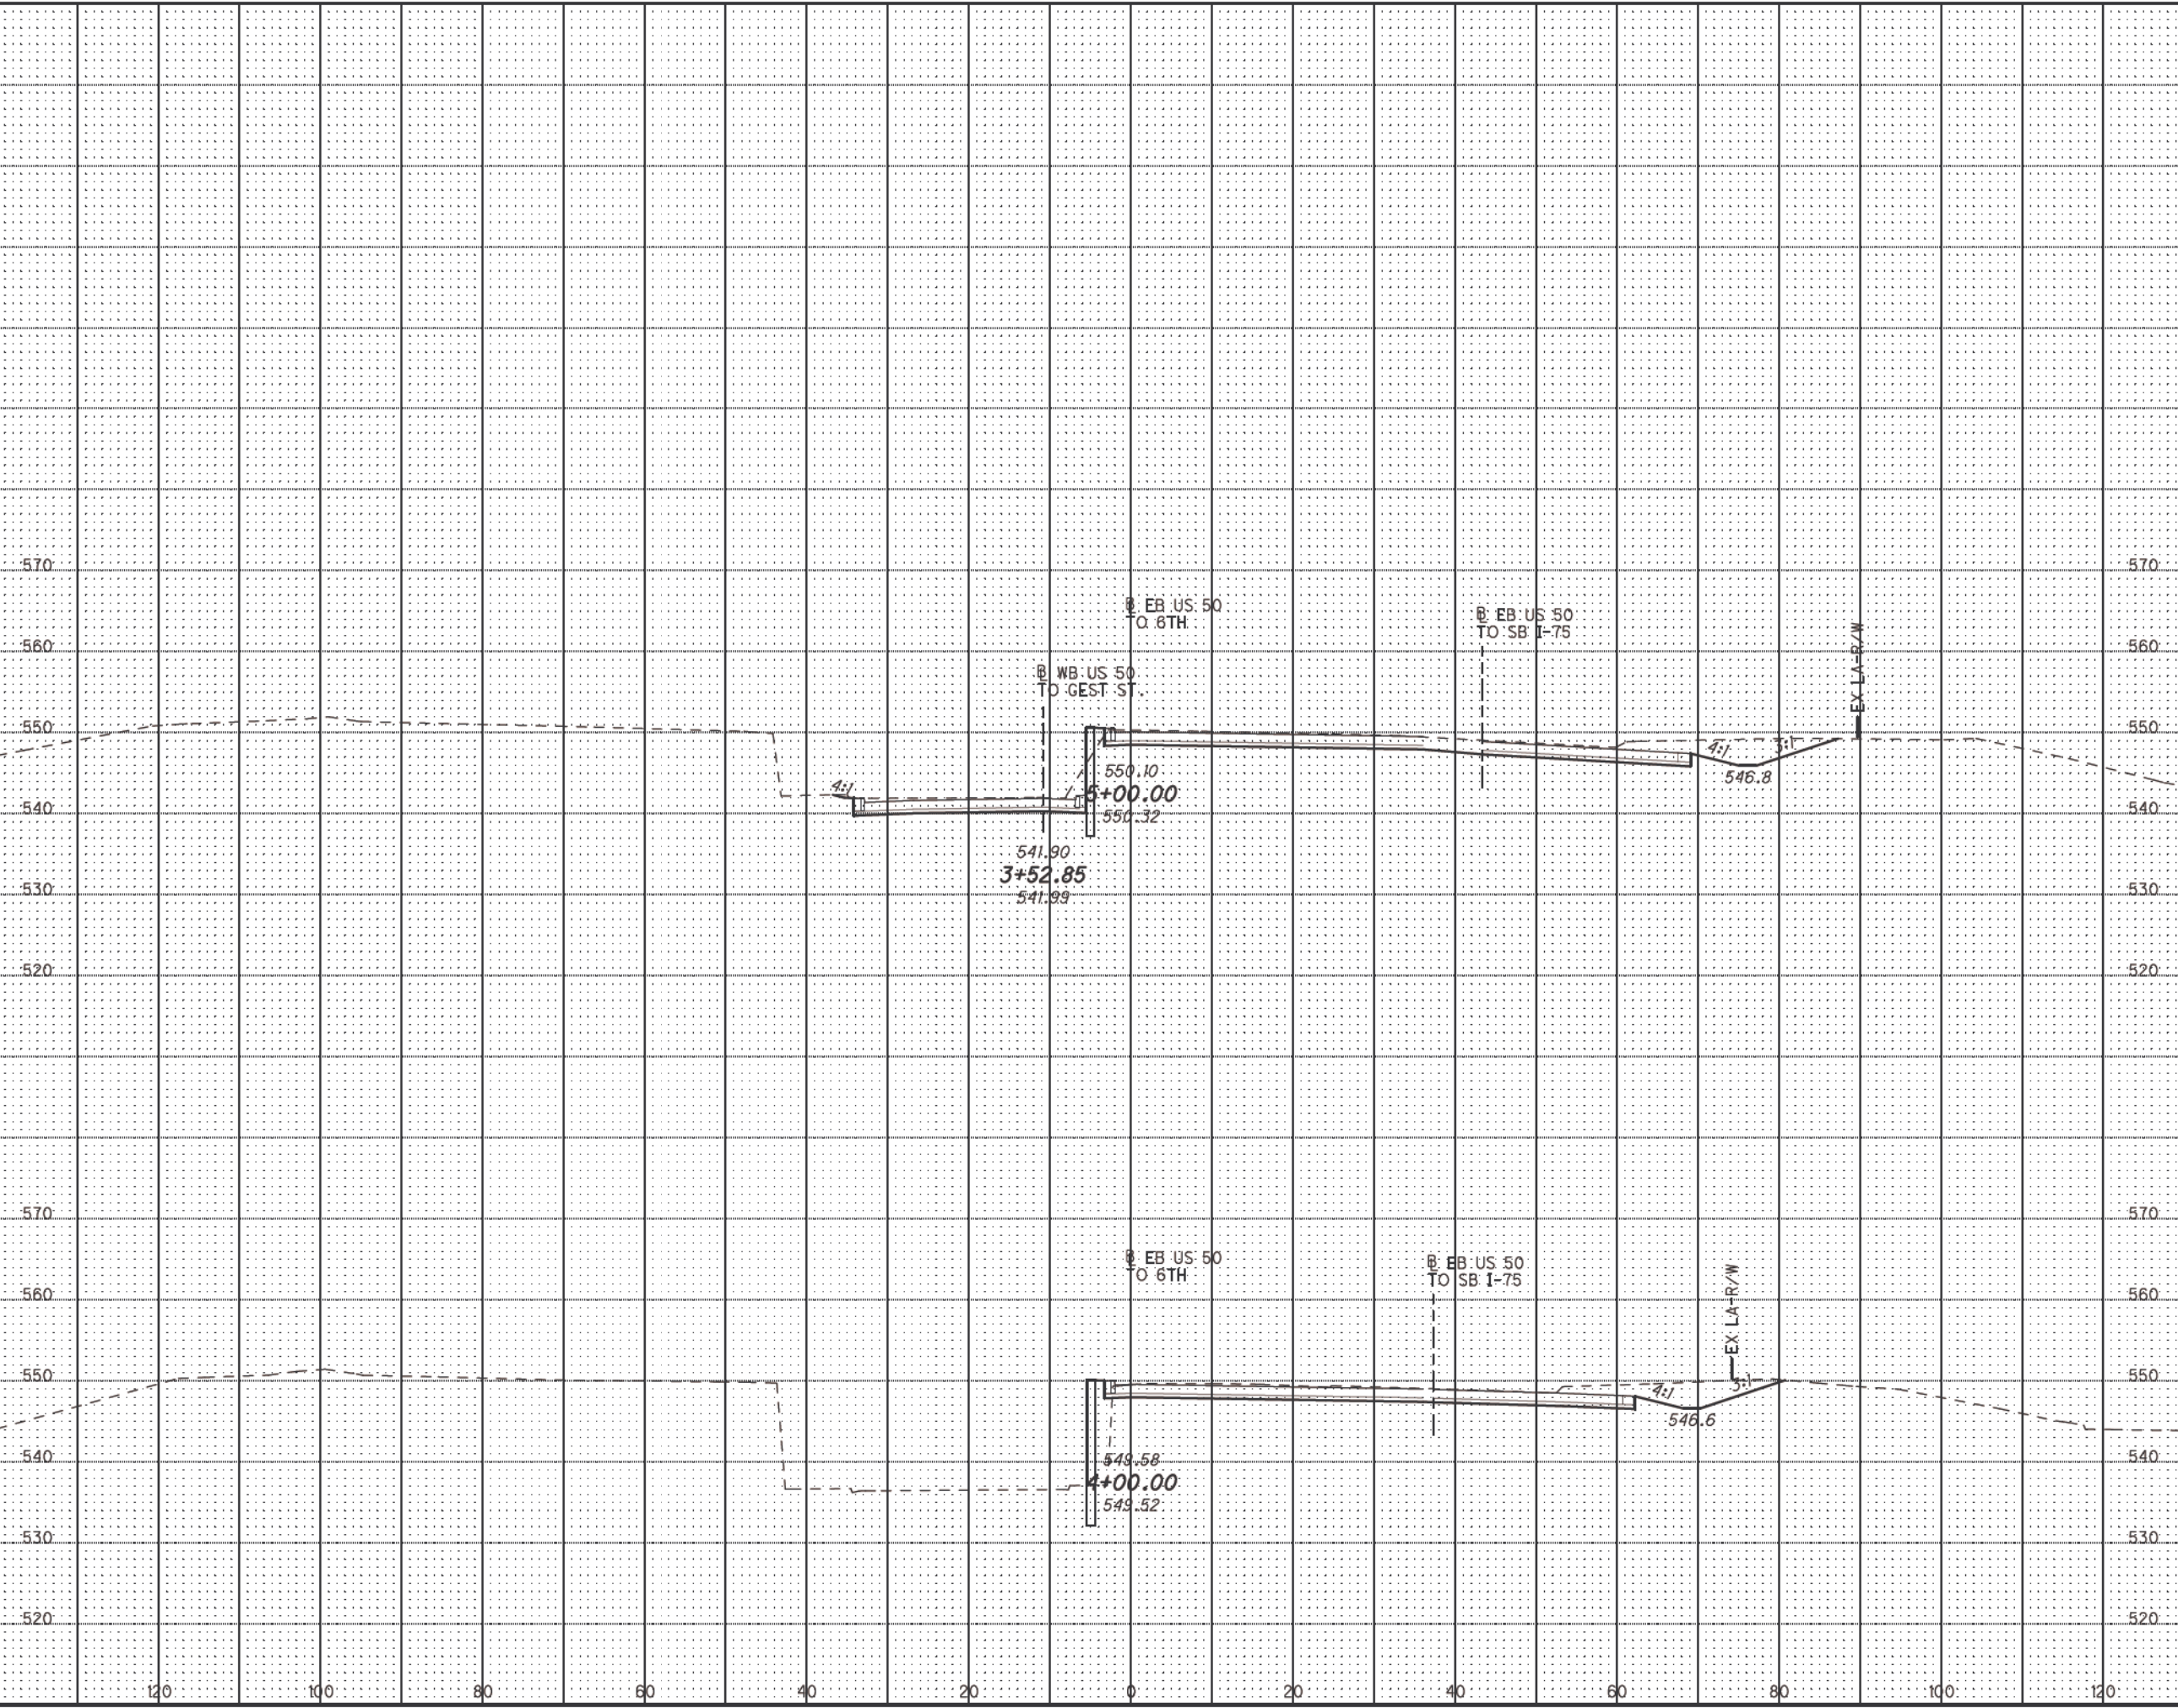 570 570
B EB US 50
TO 6TH
B EB US 50
TO SB I-75
EX LA-R/W
560 560
B WB US 50
TO GEST ST.
550 550
4:1 3:1
550.10
546.8
4:1
5+00.00
540 540
550.32
541.90
3+52.85
530 530
541.99
520 520
570 570
B EB US 50
TO 6TH
B EB US 50
TO SB I-75
EX LA-R/W
560 560
550 550
4:1 3:1
546.6
540 540
549.58
4+00.00
549.52
530 530
520 520
120 100 80 60 40 20 0 20 40 60 80 100 120